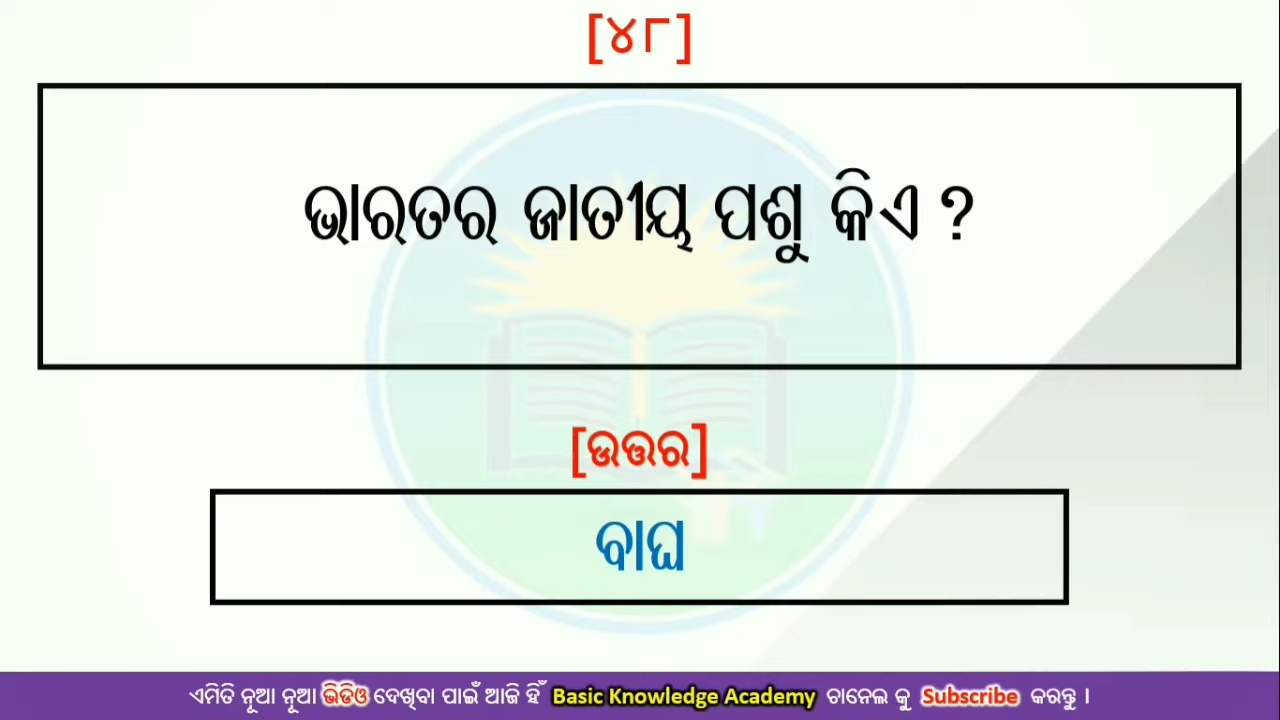 [୪୮]
ଭାରତର ଜାତୀୟ ପଶୁ କିଏ ?
[ଉତ୍ତର]
ବାଘ
ଏମିତି ନୂଆ ନୂଆ ଭିଡିଓ ଦେଖିବା ପାଇଁ ଆଜି ହିଁ Basic Knowledge Academy ଚାନେଲ କୁ Subscribe କରନ୍ତୁ ।